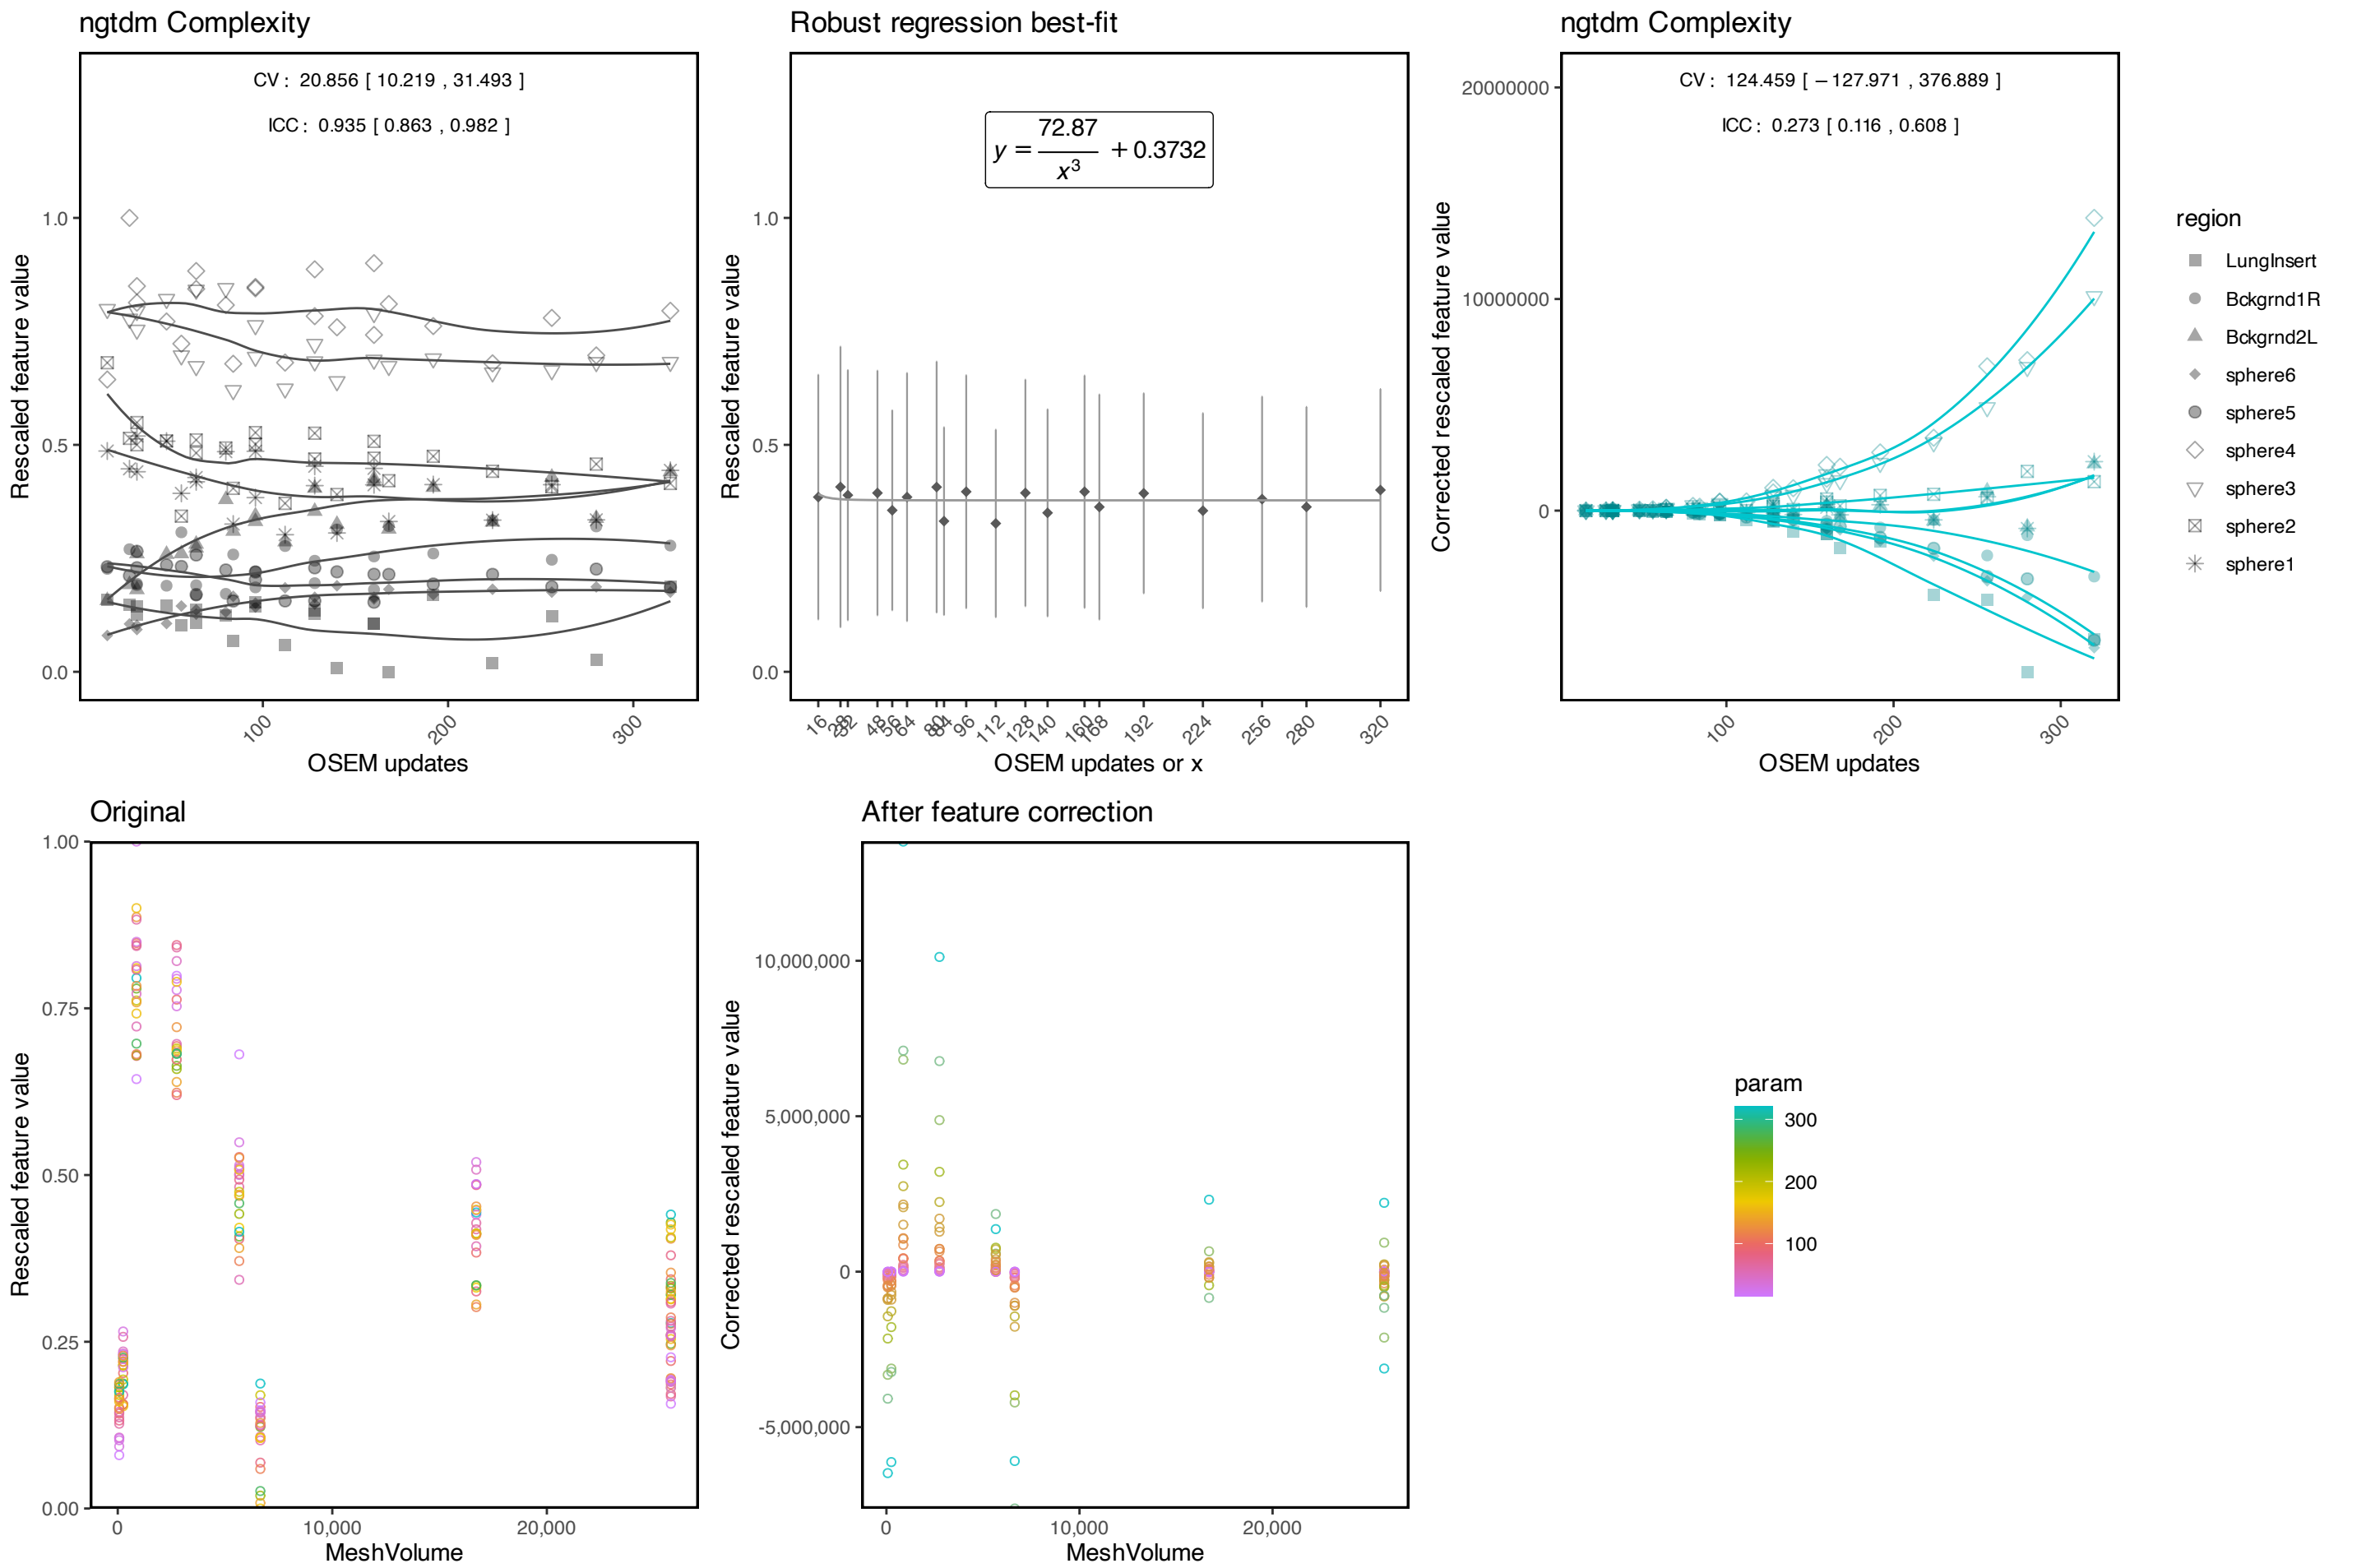 ngtdm Complexity
CV : 20.856 [ 10.219 , 31.493 ]
ICC : 0.935 [ 0.863 , 0.982 ]
1.0
0.5
0.0
Rescaled feature value
100
200
300
OSEM updates
Robust regression best-fit
y = 72.87 / x³ + 0.3732
1.0
0.5
0.0
Rescaled feature value
16
28
32
48
56
64
80
84
96
112
128
140
160
168
192
224
256
280
320
OSEM updates or x
ngtdm Complexity
CV : 124.459 [ −127.971 , 376.889 ]
ICC : 0.273 [ 0.116 , 0.608 ]
20000000
10000000
0
Corrected rescaled feature value
100
200
300
OSEM updates
region
LungInsert
Bckgrnd1R
Bckgrnd2L
sphere6
sphere5
sphere4
sphere3
sphere2
sphere1
Original
1.00
0.75
0.50
0.25
0.00
Rescaled feature value
0
10,000
20,000
MeshVolume
After feature correction
10,000,000
5,000,000
0
-5,000,000
Corrected rescaled feature value
0
10,000
20,000
MeshVolume
param
300
200
100